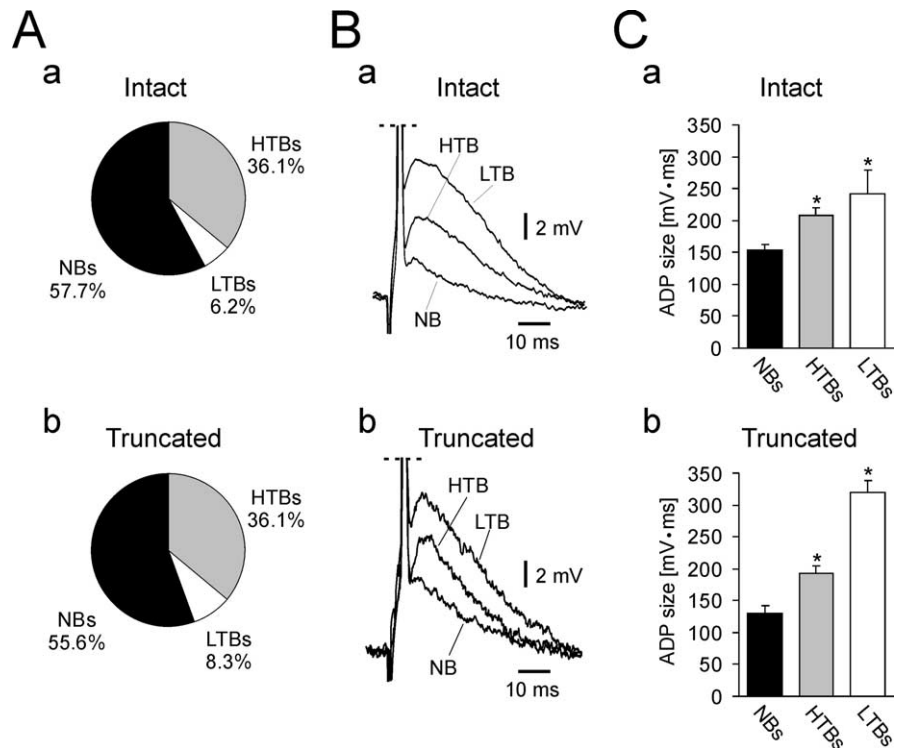 A
a
Intact
HTBs
36.1%
NBs
57.7%
LTBs
6.2%
b
Truncated
HTBs
36.1%
NBs
55.6%
LTBs
8.3%
B
a
Intact
HTB
LTB
2 mV
NB
10 ms
b
Truncated
HTB
LTB
2 mV
NB
10 ms
C
a
Intact
ADP size [mV•ms]
350
300
250
200
150
100
50
0
*
*
NBs
HTBs
LTBs
b
Truncated
ADP size [mV•ms]
350
300
250
200
150
100
50
0
*
*
NBs
HTBs
LTBs